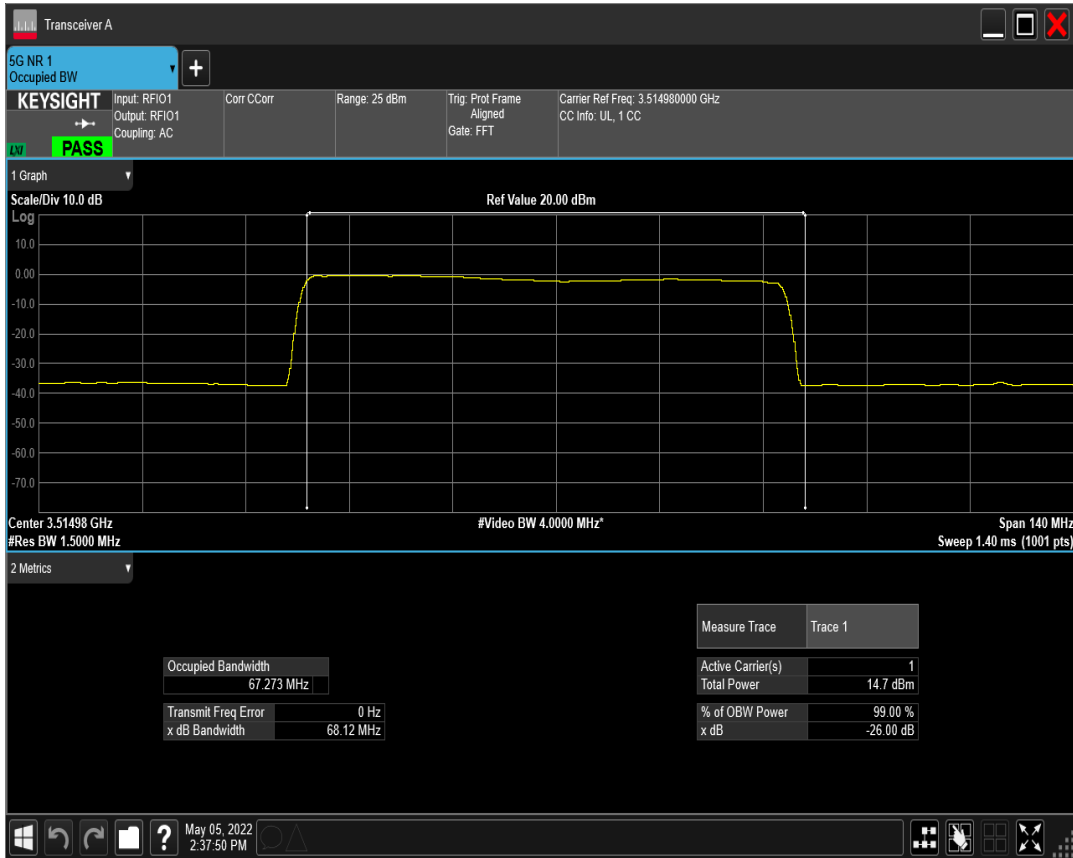 Transceiver A
5G NR 1
Occupied BW
KEYSIGHT
LXI
PASS
Input: RFIO1
Output: RFIO1
Coupling: AC
Corr CCorr
Range: 25 dBm
Trig: Prot Frame
Aligned
Gate: FFT
Carrier Ref Freq: 3.514980000 GHz
CC Info: UL, 1 CC
1 Graph
Scale/Div 10.0 dB
Ref Value 20.00 dBm
Log
10.0
0.00
-10.0
-20.0
-30.0
-40.0
-50.0
-60.0
-70.0
Center 3.51498 GHz
#Video BW 4.0000 MHz*
Span 140 MHz
#Res BW 1.5000 MHz
Sweep 1.40 ms (1001 pts)
2 Metrics
Measure Trace Trace 1
Occupied Bandwidth
67.273 MHz
Active Carrier(s) 1
Total Power 14.7 dBm
Transmit Freq Error 0 Hz
x dB Bandwidth 68.12 MHz
% of OBW Power 99.00 %
x dB -26.00 dB
?
May 05, 2022
2:37:50 PM